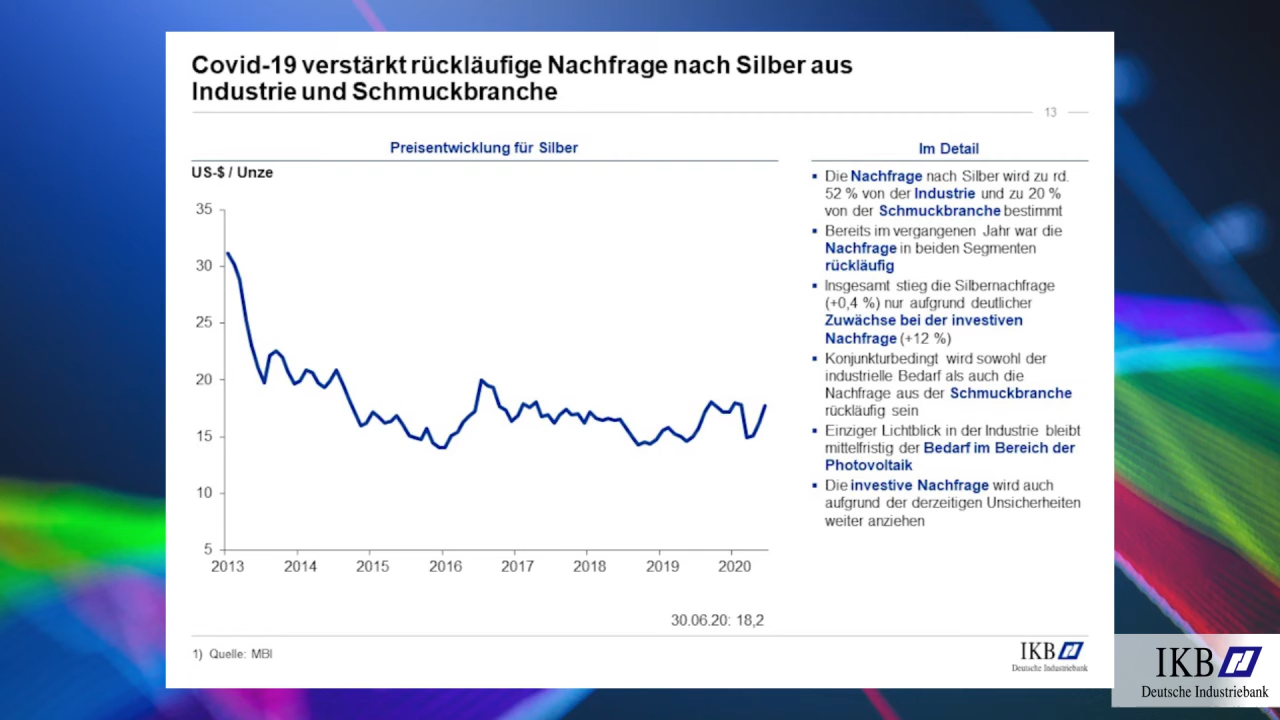 Covid-19 verstärkt rückläufige Nachfrage nach Silber aus
Industrie und Schmuckbranche
13
Preisentwicklung für Silber
US-$ / Unze
35
30
25
20
15
10
5
2013 2014 2015 2016 2017 2018 2019 2020
30.06.20: 18,2
Im Detail
▪ Die Nachfrage nach Silber wird zu rd.
52 % von der Industrie und zu 20 %
von der Schmuckbranche bestimmt
▪ Bereits im vergangenen Jahr war die
Nachfrage in beiden Segmenten
rückläufig
▪ Insgesamt stieg die Silbernachfrage
(+0,4 %) nur aufgrund deutlicher
Zuwächse bei der investiven
Nachfrage (+12 %)
▪ Konjunkturbedingt wird sowohl der
industrielle Bedarf als auch die
Nachfrage aus der Schmuckbranche
rückläufig sein
▪ Einziger Lichtblick in der Industrie bleibt
mittelfristig der Bedarf im Bereich der
Photovoltaik
▪ Die investive Nachfrage wird auch
aufgrund der derzeitigen Unsicherheiten
weiter anziehen
1) Quelle: MBI
IKB
Deutsche Industriebank
IKB
Deutsche Industriebank